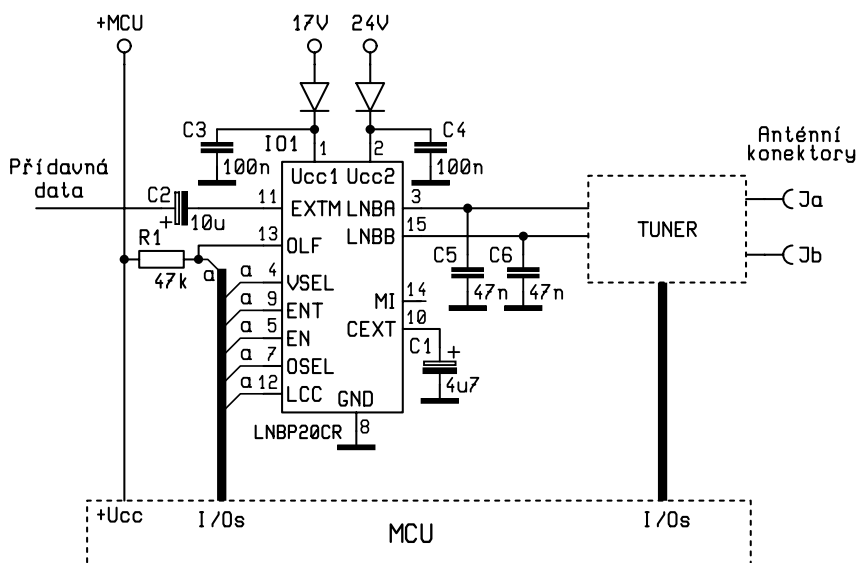 +MCU
17V
24V
C3
IO1
1
2
C4
100n
100n
Anténní
konektory
Přídavná
data
C2
+
10u
11
Ucc1
Ucc2
EXTM
LNBA
3
TUNER
Ja
13
OLF
LNBB
15
R1
47k
a
C5
C6
Jb
a
4
VSEL
47n
47n
a
9
ENT
MI
14
a
5
EN
CEXT
10
C1
+
a
7
OSEL
4u7
a
12
LCC
GND
LNBP20CR
8
+Ucc
I/Os
MCU
I/Os